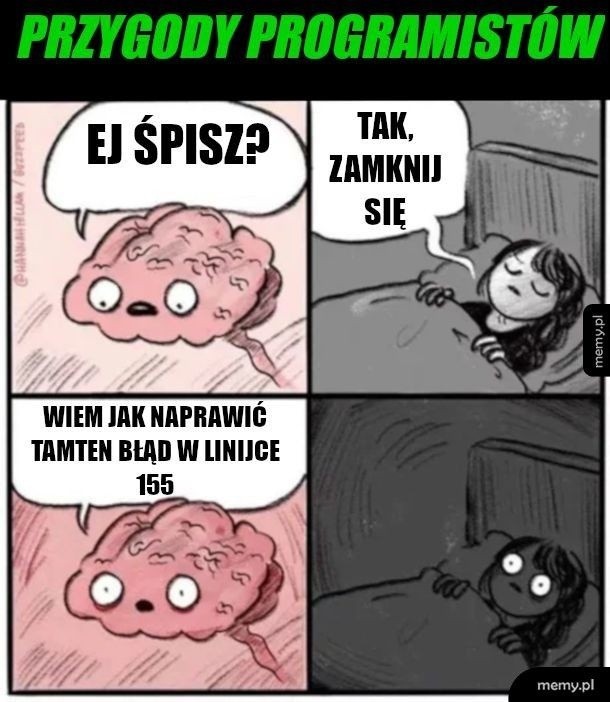 PRZYGODY PROGRAMISTÓW
EJ ŚPISZ?
TAK,
ZAMKNIJ
SIĘ
@HANNAHHILLAM / BUZZFEED
memy.pl
WIEM JAK NAPRAWIĆ
TAMTEN BŁĄD W LINIJCE
155
memy.pl